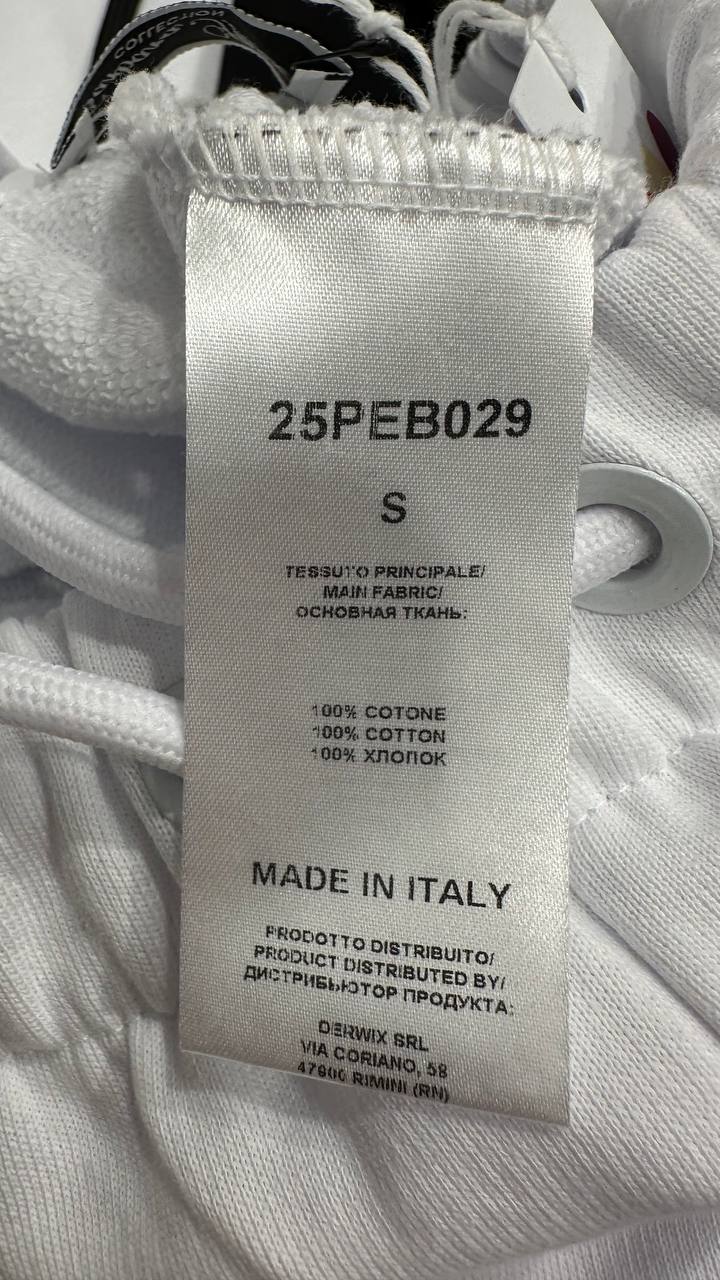 COLLECTION
25PEB029
S
TESSUTO PRINCIPALE/
MAIN FABRIC/
ОСНОВНАЯ ТКАНЬ:
100% COTONE
100% COTTON
100% ХЛОПОК
MADE IN ITALY
PRODOTTO DISTRIBUITO/
PRODUCT DISTRIBUTED BY/
ДИСТРИБЬЮТОР ПРОДУКТА:
DERWIX SRL
VIA CORIANO, 58
47900 RIMINI (RN)